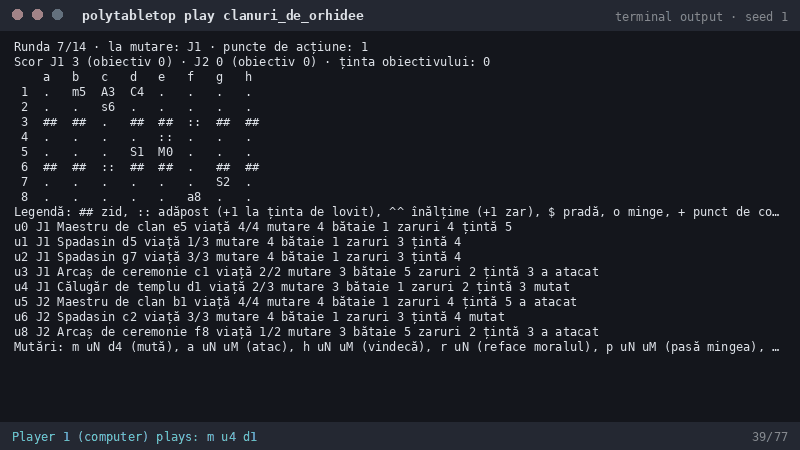 polytabletop play clanuri_de_orhidee
terminal output · seed 1
Runda 7/14 · la mutare: J1 · puncte de acțiune: 1
Scor J1 3 (obiectiv 0) · J2 0 (obiectiv 0) · ținta obiectivului: 0
a b c d e f g h
1 . m5 A3 C4 . . . .
2 . . s6 . . . . .
3 ## ## . ## ## :: ## ##
4 . . . . :: . . .
5 . . . S1 M0 . . .
6 ## ## :: ## ## . ## ##
7 . . . . . . S2 .
8 . . . . . a8 . .
Legendă: ## zid, :: adăpost (+1 la ținta de lovit), ^^ înălțime (+1 zar), $ pradă, o minge, + punct de co…
u0 J1 Maestru de clan e5 viață 4/4 mutare 4 bătaie 1 zaruri 4 țintă 5
u1 J1 Spadasin d5 viață 1/3 mutare 4 bătaie 1 zaruri 3 țintă 4
u2 J1 Spadasin g7 viață 3/3 mutare 4 bătaie 1 zaruri 3 țintă 4
u3 J1 Arcaș de ceremonie c1 viață 2/2 mutare 3 bătaie 5 zaruri 2 țintă 3 a atacat
u4 J1 Călugăr de templu d1 viață 2/3 mutare 3 bătaie 1 zaruri 2 țintă 3 mutat
u5 J2 Maestru de clan b1 viață 4/4 mutare 4 bătaie 1 zaruri 4 țintă 5 a atacat
u6 J2 Spadasin c2 viață 3/3 mutare 4 bătaie 1 zaruri 3 țintă 4 mutat
u8 J2 Arcaș de ceremonie f8 viață 1/2 mutare 3 bătaie 5 zaruri 2 țintă 3 a atacat
Mutări: m uN d4 (mută), a uN uM (atac), h uN uM (vindecă), r uN (reface moralul), p uN uM (pasă mingea), …
Player 1 (computer) plays: m u4 d1
39/77